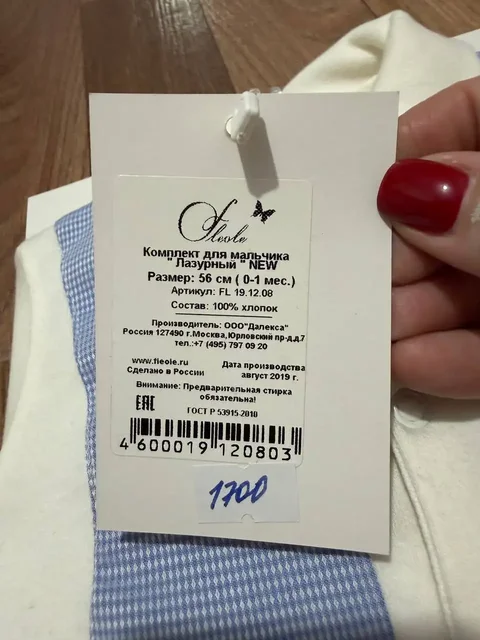 Fleole
Комплект для мальчика
" Лазурный " NEW
Размер: 56 см ( 0-1 мес.)
Артикул: FL 19.12.08
Состав: 100% хлопок
Производитель: ООО"Далекса"
Россия 127490 г.Москва,Юрловский пр-д,д.7
тел.:+7 (495) 797 09 20
www.fleole.ru
Сделано в России
Дата производства
август 2019 г.
Внимание: Предварительная стирка
обязательна!
EAC
ГОСТ Р 53915-2010
4 600019 120803
1700